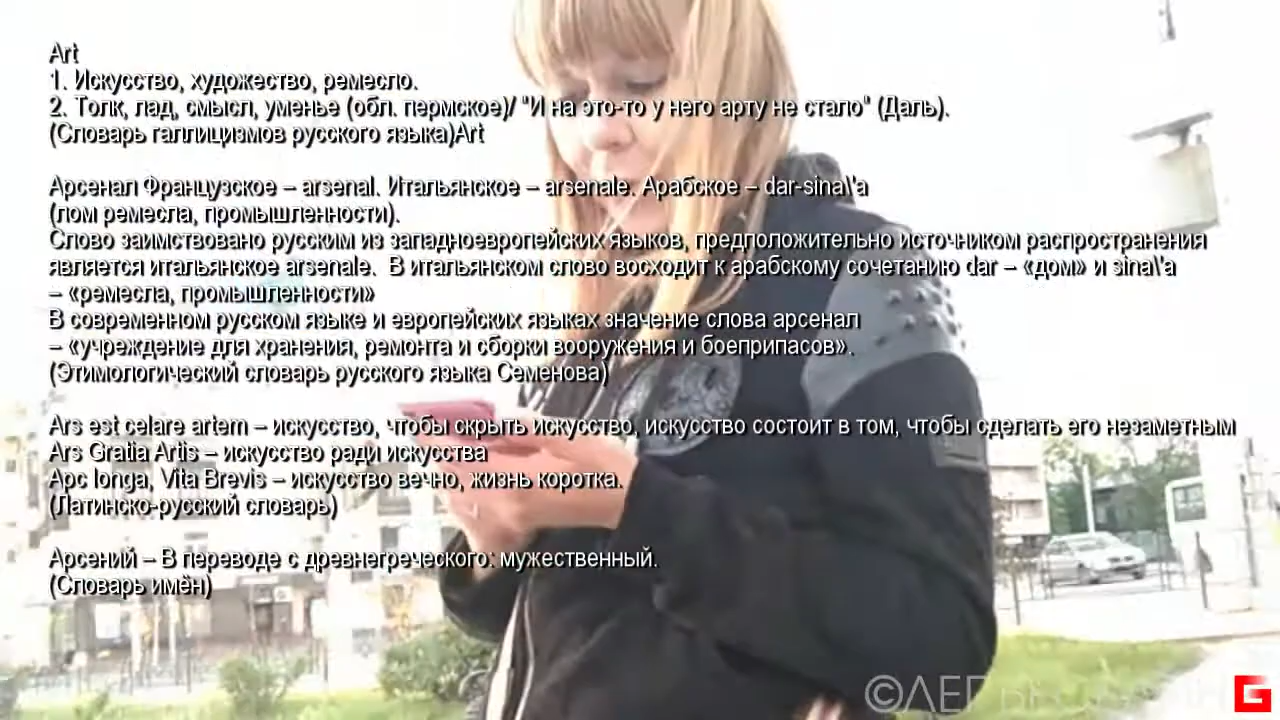 Art
1. Искусство, художество, ремесло.
2. Толк, лад, смысл, уменье (обл. пермское)/ "И на это-то у него арту не стало" (Даль).
(Словарь галлицизмов русского языка)Art
Арсенал Французское – arsenal. Итальянское – arsenale. Арабское – dar-sina\'a
(лом ремесла, промышленности).
Слово заимствовано русским из западноевропейских языков, предположительно источником распространения
является итальянское arsenale. В итальянском слово восходит к арабскому сочетанию dar – «дом» и sina\'a
– «ремесла, промышленности»
В современном русском языке и европейских языках значение слова арсенал
– «учреждение для хранения, ремонта и сборки вооружения и боеприпасов».
(Этимологический словарь русского языка Семенова)
Ars est celare artem – искусство, чтобы скрыть искусство, искусство состоит в том, чтобы сделать его незаметным
Ars Gratia Artis – искусство ради искусства
Арс longa, Vita Brevis – искусство вечно, жизнь коротка.
(Латинско-русский словарь)
Арсений – В переводе с древнегреческого: мужественный.
(Словарь имён)
G